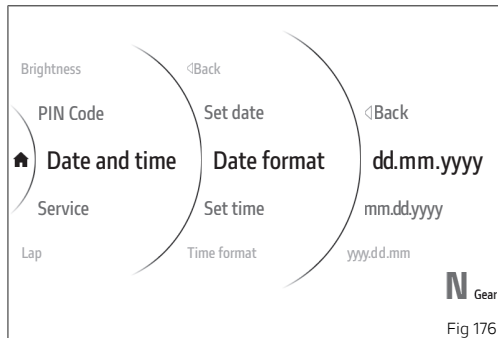 Brightness
PIN Code
Date and time
Service
Lap
◁Back
Set date
Date format
Set time
Time format
◁Back
dd.mm.yyyy
mm.dd.yyyy
yyyy.dd.mm
N Gear
Fig 176